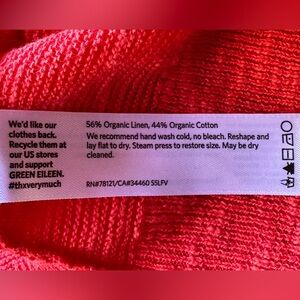 We'd like our
clothes back.
Recycle them at
our US stores
and support
GREEN EILEEN.
#thxverymuch
56% Organic Linen, 44% Organic Cotton
We recommend hand wash cold, no bleach. Reshape and
lay flat to dry. Steam press to restore size. May be dry
cleaned.
RN#78121/CA#34460 S5LFV